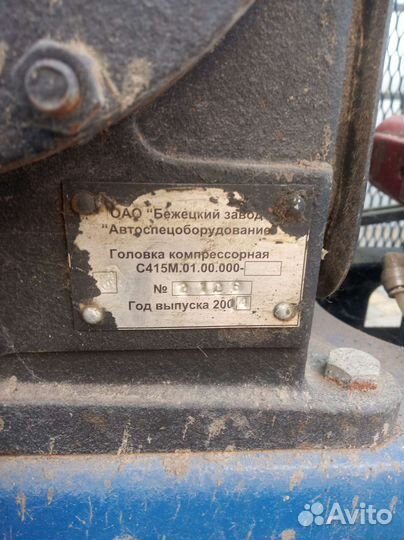 ОАО "Бежецкий завод
"Автоспецоборудование"
Головка компрессорная
С415М.01.00.000-
№
Год выпуска 200
Avito